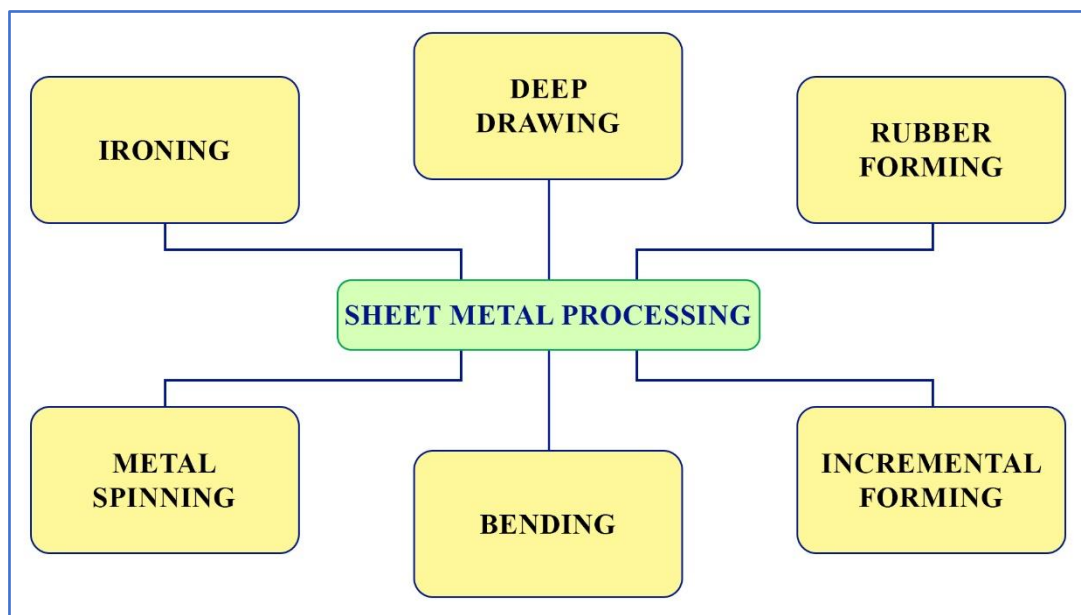 IRONING
DEEP
DRAWING
RUBBER
FORMING
SHEET METAL PROCESSING
METAL
SPINNING
BENDING
INCREMENTAL
FORMING